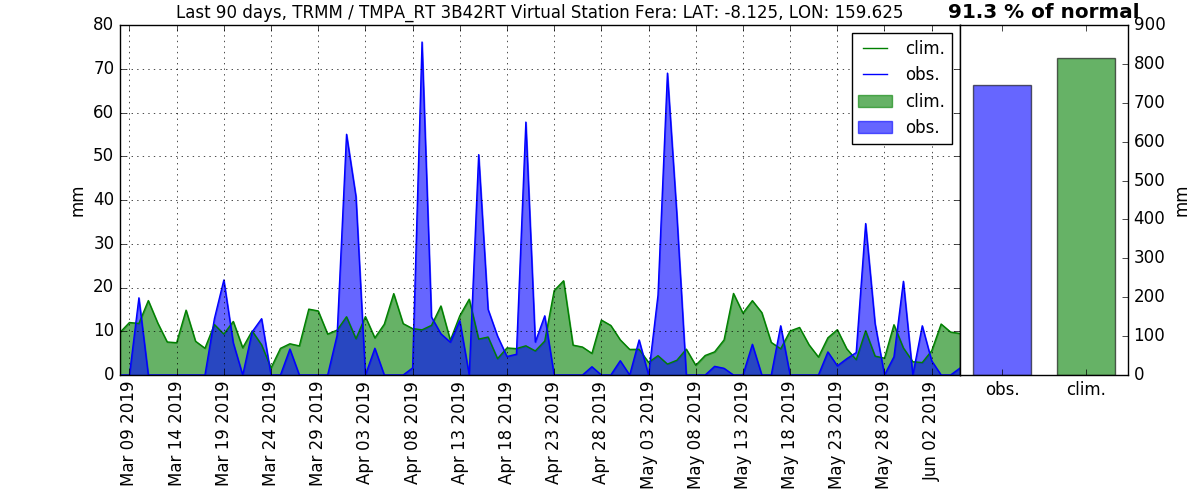 Last 90 days, TRMM / TMPA_RT 3B42RT Virtual Station Fera: LAT: -8.125, LON: 159.625
91.3 % of normal
80
70
60
50
40
30
20
10
0
mm
clim.
obs.
clim.
obs.
Mar 09 2019
Mar 14 2019
Mar 19 2019
Mar 24 2019
Mar 29 2019
Apr 03 2019
Apr 08 2019
Apr 13 2019
Apr 18 2019
Apr 23 2019
Apr 28 2019
May 03 2019
May 08 2019
May 13 2019
May 18 2019
May 23 2019
May 28 2019
Jun 02 2019
900
800
700
600
500
400
300
200
100
0
mm
obs.
clim.